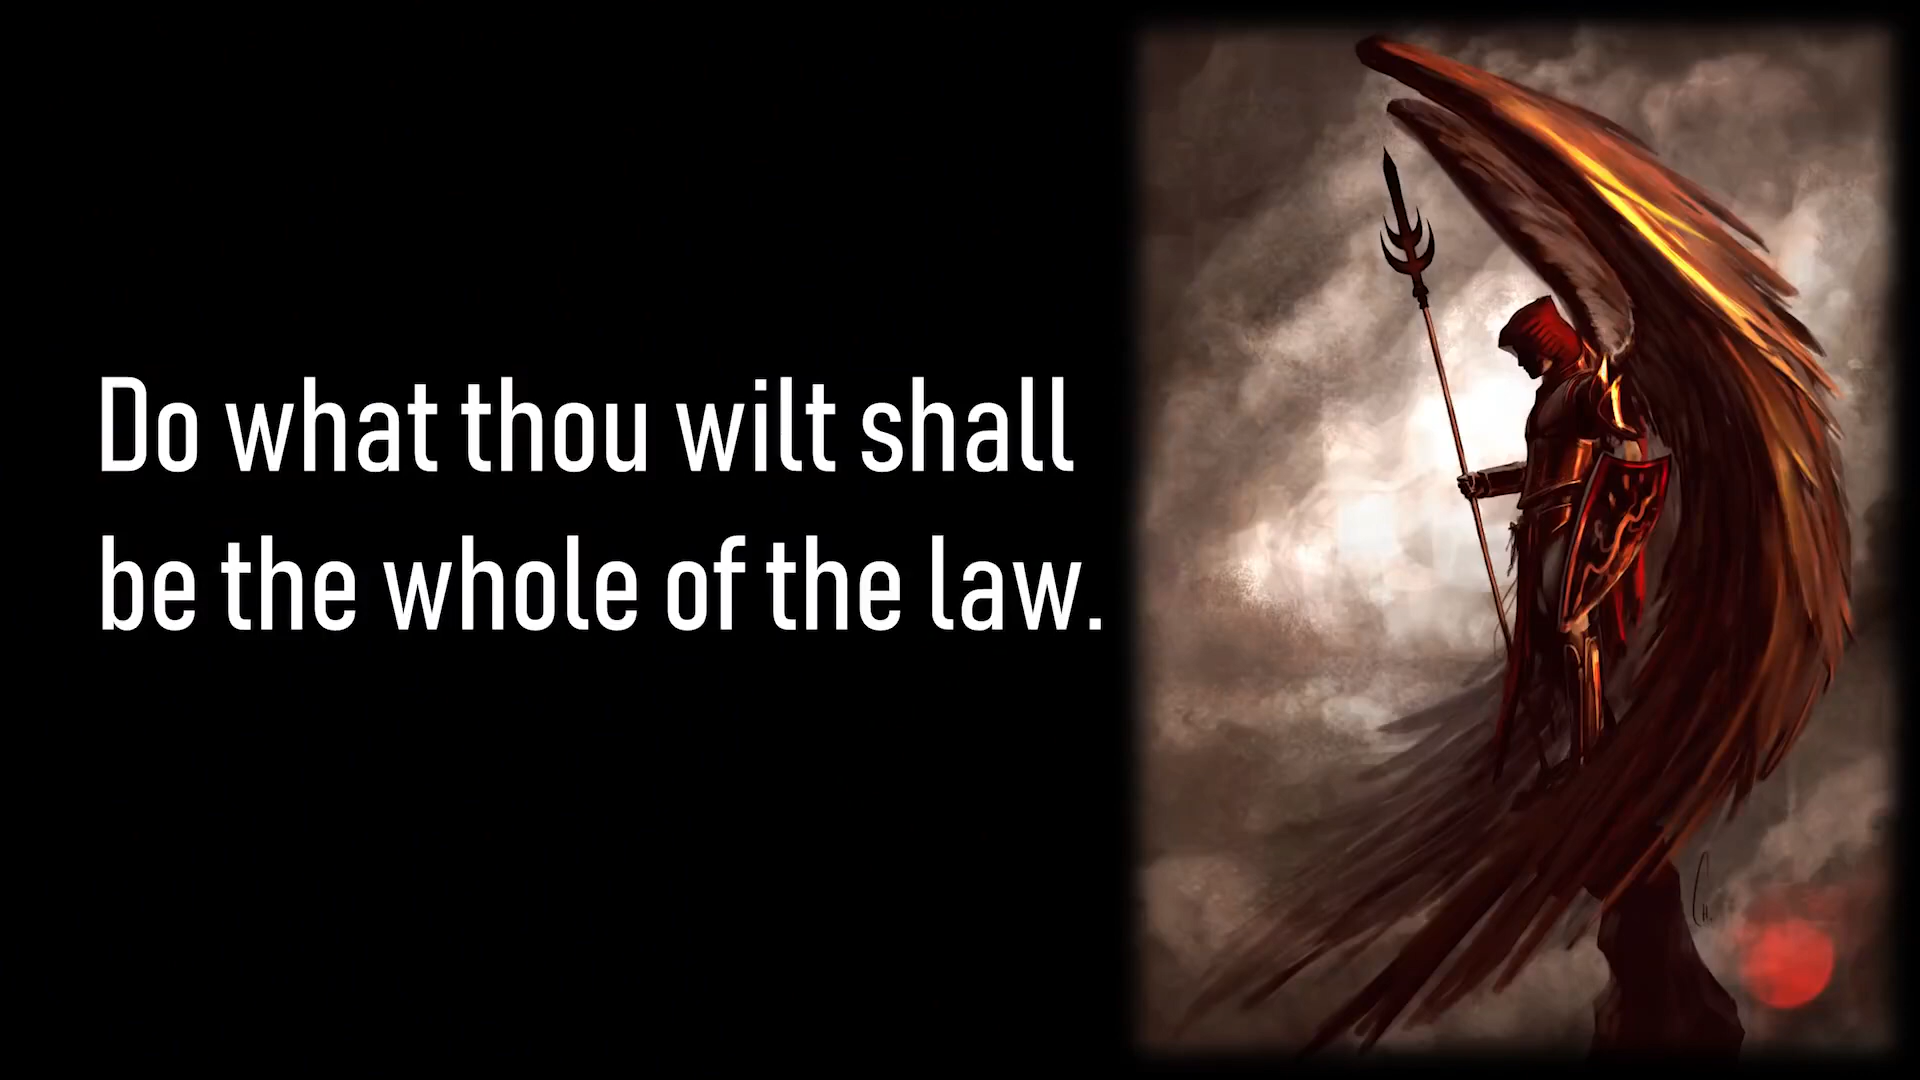 Do what thou wilt shall
be the whole of the law.